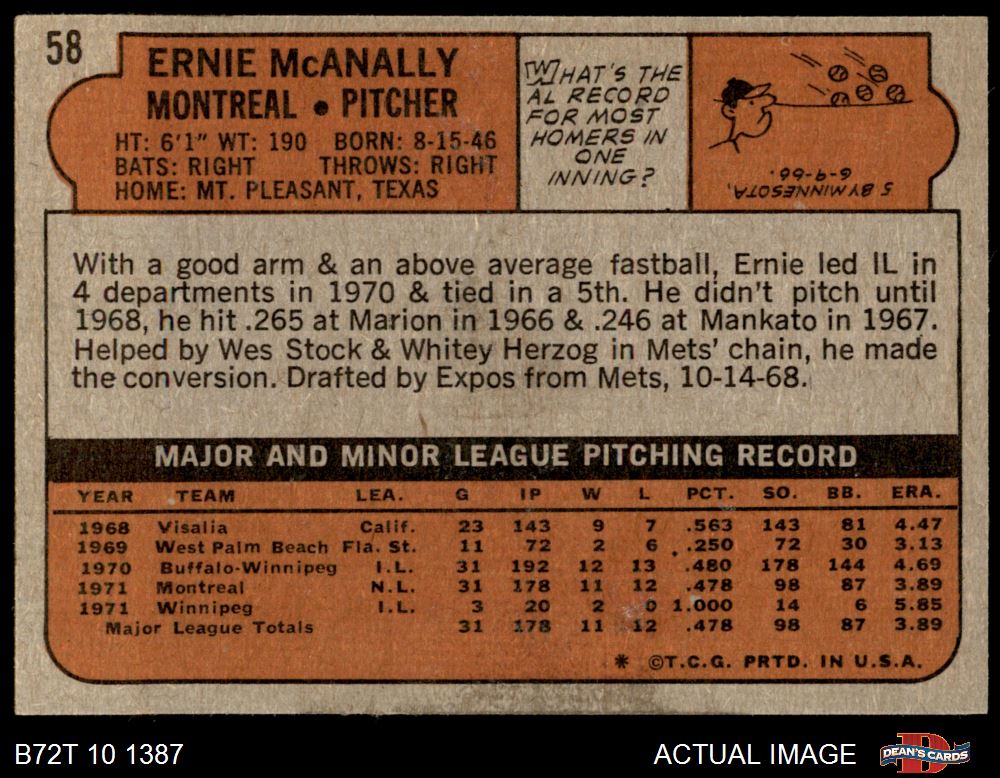 58
ERNIE McANALLY
MONTREAL • PITCHER
HT: 6'1" WT: 190 BORN: 8-15-46
BATS: RIGHT THROWS: RIGHT
HOME: MT. PLEASANT, TEXAS
WHAT'S THE
AL RECORD
FOR MOST
HOMERS IN
ONE
INNING?
5 BY MINNESOTA,
6-9-66.
With a good arm & an above average fastball, Ernie led IL in
4 departments in 1970 & tied in a 5th. He didn't pitch until
1968, he hit .265 at Marion in 1966 & .246 at Mankato in 1967.
Helped by Wes Stock & Whitey Herzog in Mets' chain, he made
the conversion. Drafted by Expos from Mets, 10-14-68.
MAJOR AND MINOR LEAGUE PITCHING RECORD
YEAR TEAM LEA. G IP W L PCT. SO. BB. ERA.
1968 Visalia Calif. 23 143 9 7 .563 143 81 4.47
1969 West Palm Beach Fla. St. 11 72 2 6 .250 72 30 3.13
1970 Buffalo-Winnipeg I.L. 31 192 12 13 .480 178 144 4.69
1971 Montreal N.L. 31 178 11 12 .478 98 87 3.89
1971 Winnipeg I.L. 3 20 2 0 1.000 14 6 5.85
Major League Totals 31 178 11 12 .478 98 87 3.89
* ©T.C.G. PRTD. IN U.S.A.
B72T 10 1387 ACTUAL IMAGE DEAN'S CARDS